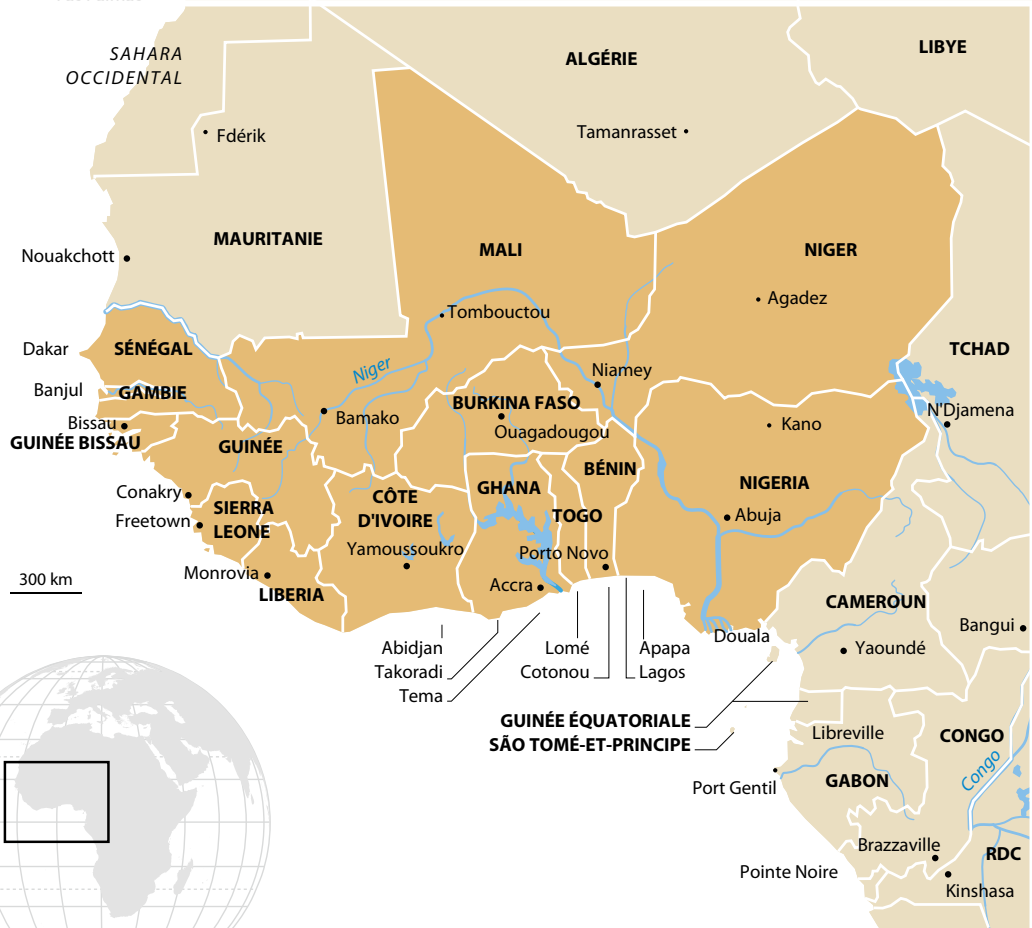 SAHARA
OCCIDENTAL
ALGÉRIE
LIBYE
Fdérik
Tamanrasset
MAURITANIE
MALI
NIGER
Nouakchott
Agadez
Tombouctou
Dakar
SÉNÉGAL
TCHAD
Niger
Niamey
Banjul
GAMBIE
BURKINA FASO
N'Djamena
Bissau
Bamako
Ouagadougou
Kano
GUINÉE BISSAU
GUINÉE
BÉNIN
NIGERIA
Conakry
CÔTE
D'IVOIRE
GHANA
SIERRA
LEONE
TOGO
Abuja
Freetown
Yamoussoukro
Porto Novo
Monrovia
300 km
LIBERIA
Accra
CAMEROUN
Bangui
Douala
Yaoundé
Abidjan
Takoradi
Tema
Lomé
Cotonou
Apapa
Lagos
GUINÉE ÉQUATORIALE
SÃO TOMÉ-ET-PRINCIPE
Libreville
CONGO
Congo
Port Gentil
GABON
Brazzaville
RDC
Pointe Noire
Kinshasa